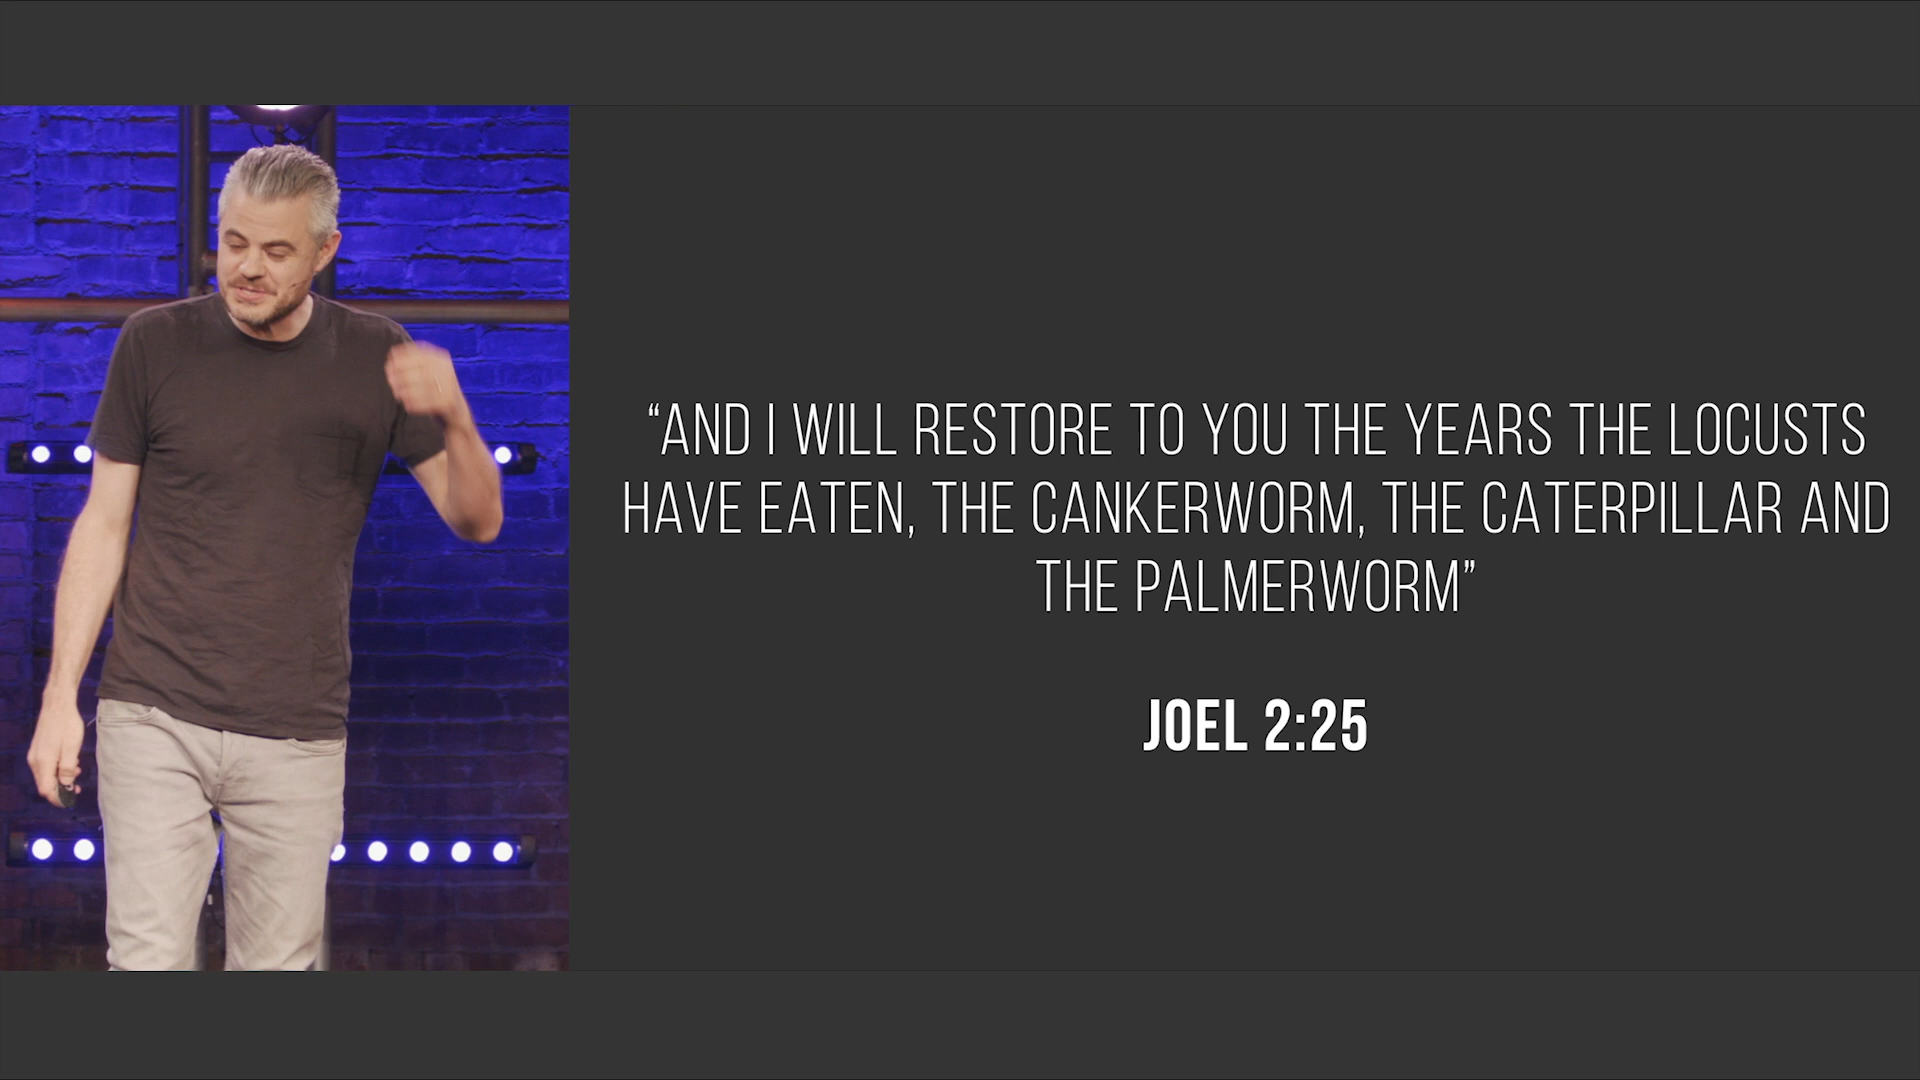 “AND I WILL RESTORE TO YOU THE YEARS THE LOCUSTS
HAVE EATEN, THE CANKERWORM, THE CATERPILLAR AND
THE PALMERWORM”
JOEL 2:25